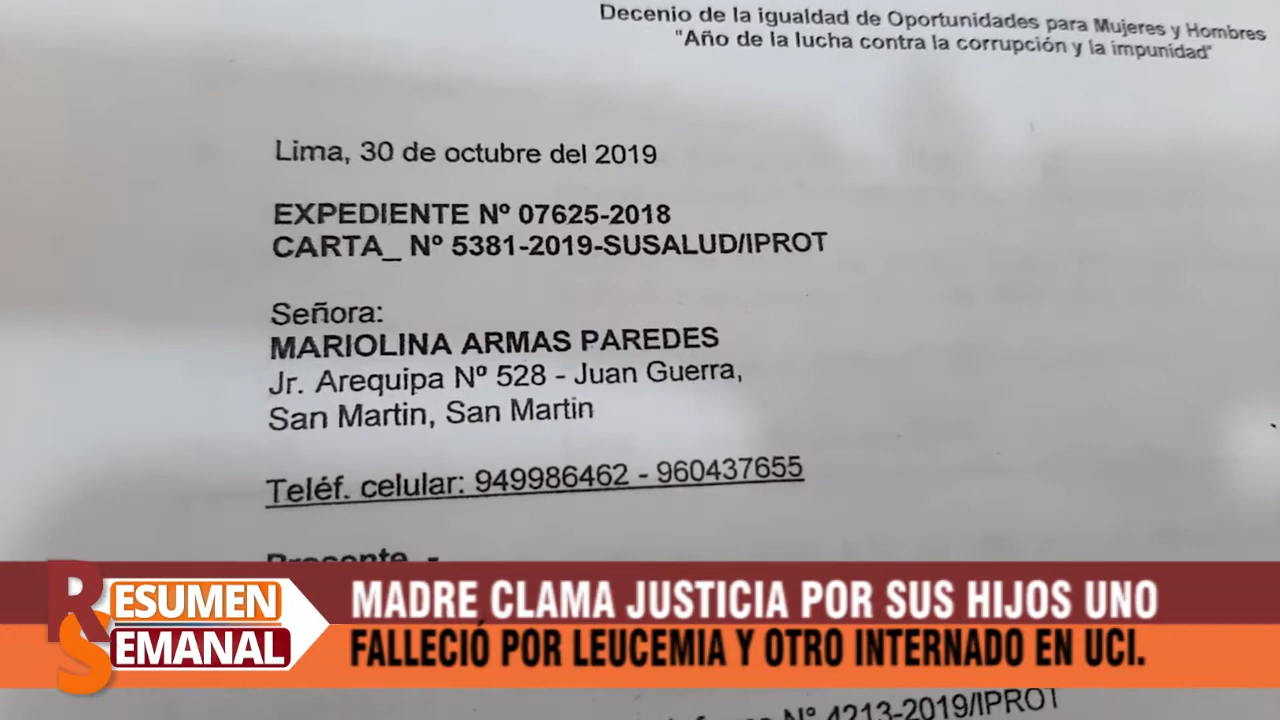 Decenio de la igualdad de Oportunidades para Mujeres y Hombres
"Año de la lucha contra la corrupción y la impunidad"
Lima, 30 de octubre del 2019
EXPEDIENTE Nº 07625-2018
CARTA_ Nº 5381-2019-SUSALUD/IPROT
Señora:
MARIOLINA ARMAS PAREDES
Jr. Arequipa Nº 528 - Juan Guerra,
San Martin, San Martin
Teléf. celular: 949986462 - 960437655
Presente.-
RESUMEN
SEMANAL
MADRE CLAMA JUSTICIA POR SUS HIJOS UNO
FALLECIÓ POR LEUCEMIA Y OTRO INTERNADO EN UCI.
Nº 4213-2019/IPROT